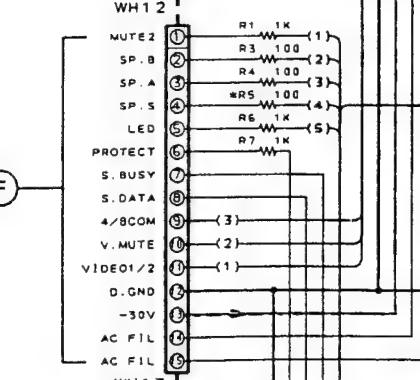 WH12
MUTE2 1 R1 1K (1)
SP.B 2 R3 100 (2)
SP.A 3 R4 100 (3)
SP.S 4 *R5 100 (4)
LED 5 R6 1K (5)
PROTECT 6 R7 1K
S.BUSY 7
S.DATA 8
4/8COM 9 (3)
V.MUTE 10 (2)
VIDEO1/2 11 (1)
D.GND 12
-30V 13
AC FIL 14
AC FIL 15